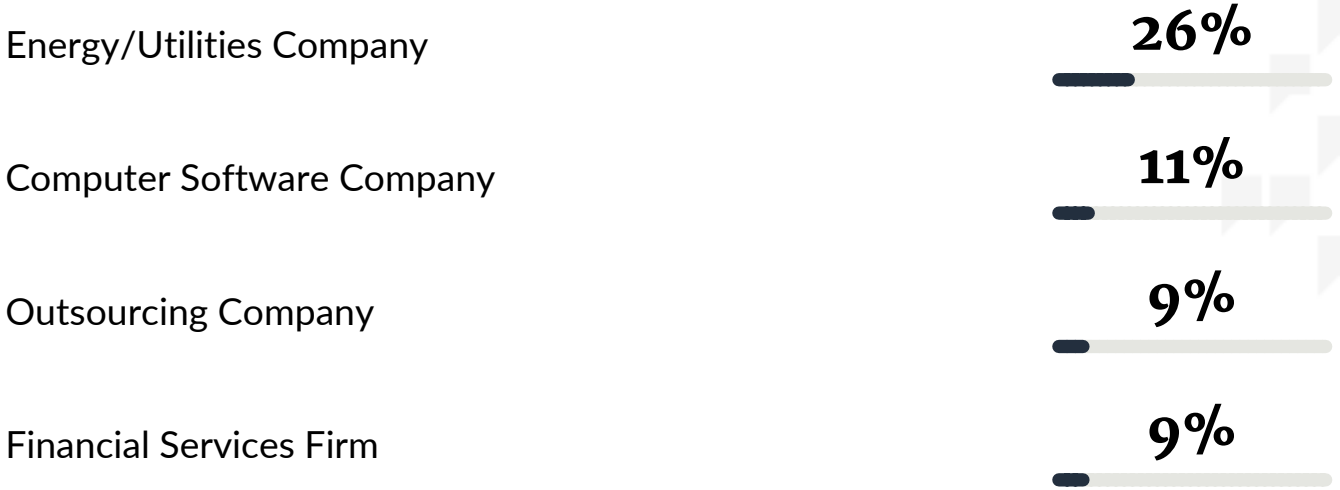 Energy/Utilities Company 26%
Computer Software Company 11%
Outsourcing Company 9%
Financial Services Firm 9%